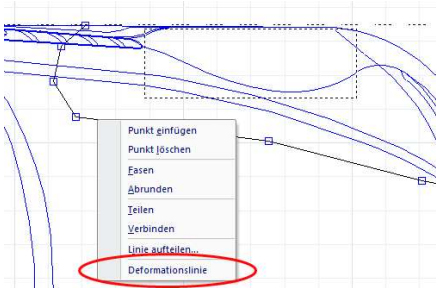 Punkt einfügen
Punkt löschen
Fasen
Abrunden
Teilen
Verbinden
Linie aufteilen...
Deformationslinie